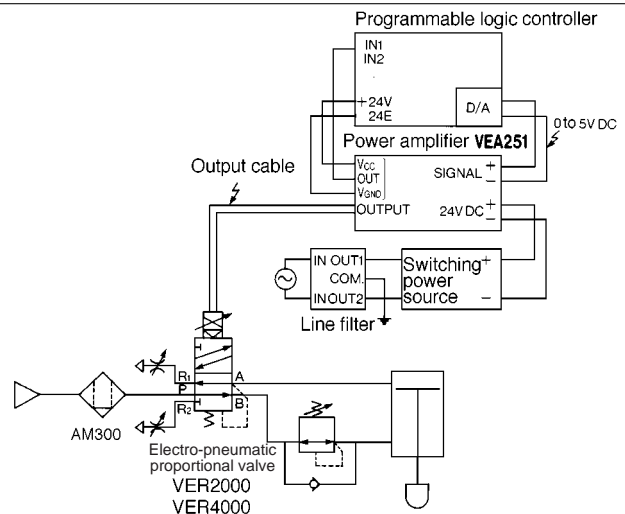 Programmable logic controller
IN1
IN2
+24V
24E
D/A
0 to 5V DC
Power amplifier VEA251
Output cable
Vcc
OUT
VGND
OUTPUT
SIGNAL + −
24V DC + −
IN OUT1
COM.
IN OUT2
Switching power source + −
Line filter
R1
P
R2
A
B
AM300
Electro-pneumatic
proportional valve
VER2000
VER4000